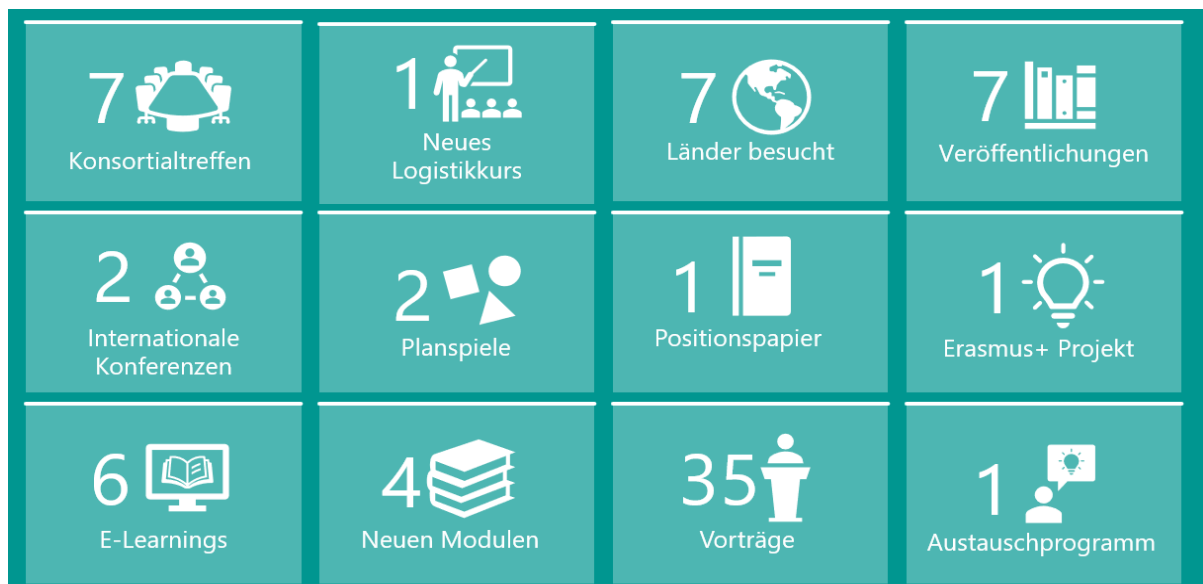 7
Konsortialtreffen
1
Neues
Logistikkurs
7
Länder besucht
7
Veröffentlichungen
2
Internationale
Konferenzen
2
Planspiele
1
Positionspapier
1
Erasmus+ Projekt
6
E-Learnings
4
Neuen Modulen
35
Vorträge
1
Austauschprogramm